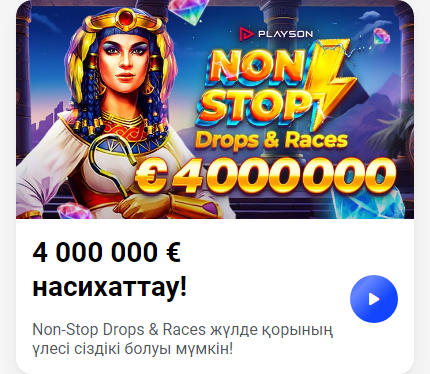 PLAYSON
NON
STOP
Drops & Races
€4000000
4 000 000 €
насихаттау!
Non-Stop Drops & Races жүлде қорының
үлесі сіздікі болуы мүмкін!